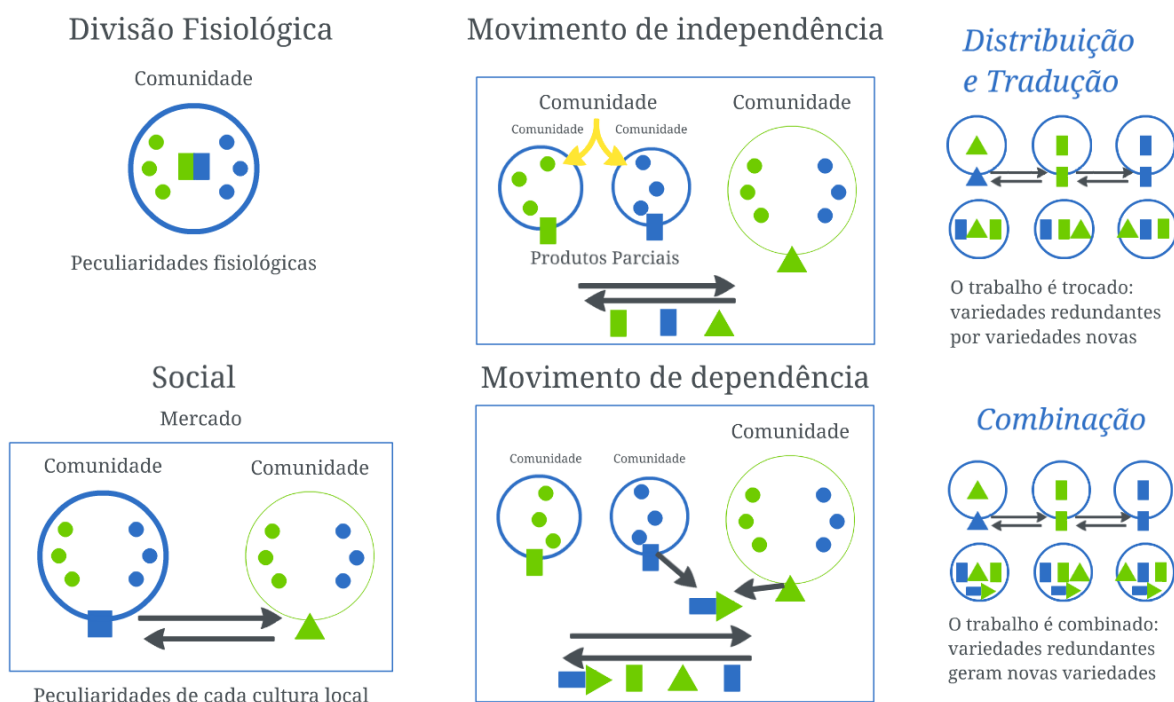 Divisão Fisiológica
Comunidade
Peculiaridades fisiológicas
Social
Mercado
Comunidade
Comunidade
Peculiaridades de cada cultura local
Movimento de independência
Comunidade
Comunidade
Comunidade
Comunidade
Produtos Parciais
Movimento de dependência
Comunidade
Comunidade
Comunidade
Distribuição
e Tradução
O trabalho é trocado:
variedades redundantes
por variedades novas
Combinação
O trabalho é combinado:
variedades redundantes
geram novas variedades